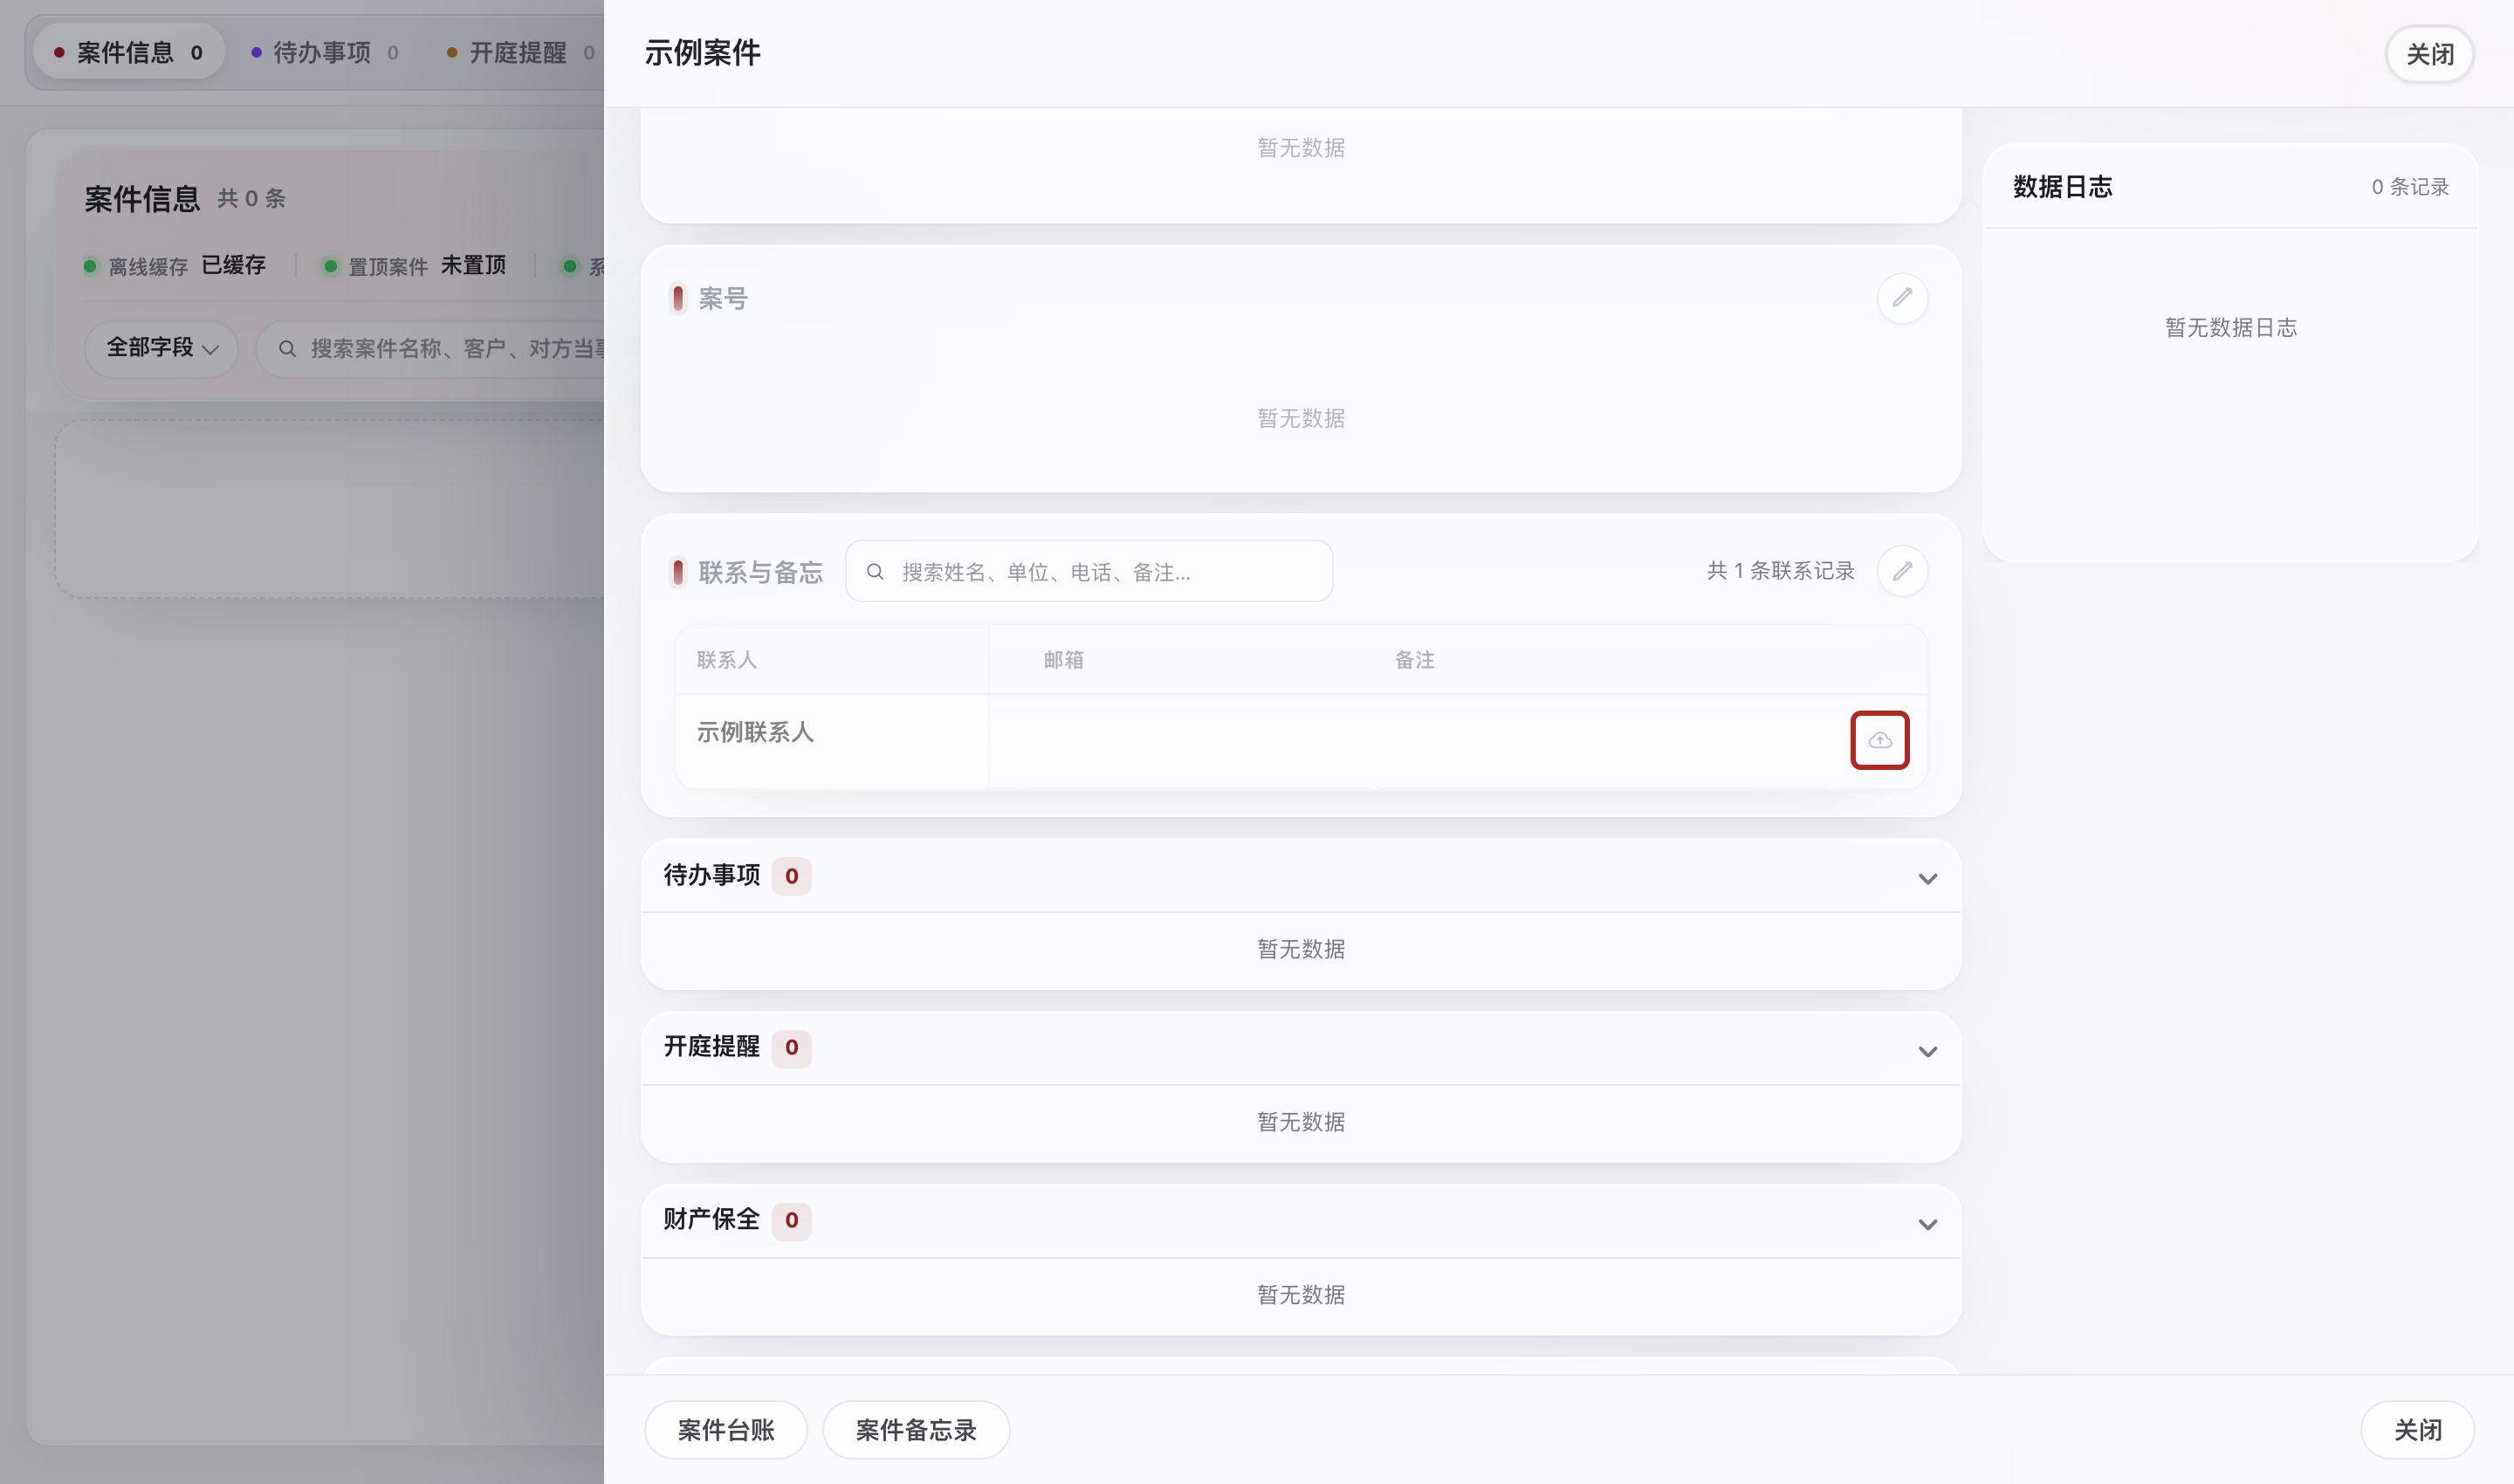 案件信息 0
待办事项 0
开庭提醒 0
案件信息 共 0 条
离线缓存 已缓存
置顶案件 未置顶
全部字段
搜索案件名称、客户、对方当
示例案件
关闭
暂无数据
案号
暂无数据
联系与备忘
搜索姓名、单位、电话、备注...
共 1 条联系记录
联系人 邮箱 备注
示例联系人
待办事项 0
暂无数据
开庭提醒 0
暂无数据
财产保全 0
暂无数据
数据日志 0 条记录
暂无数据日志
案件台账
案件备忘录
关闭